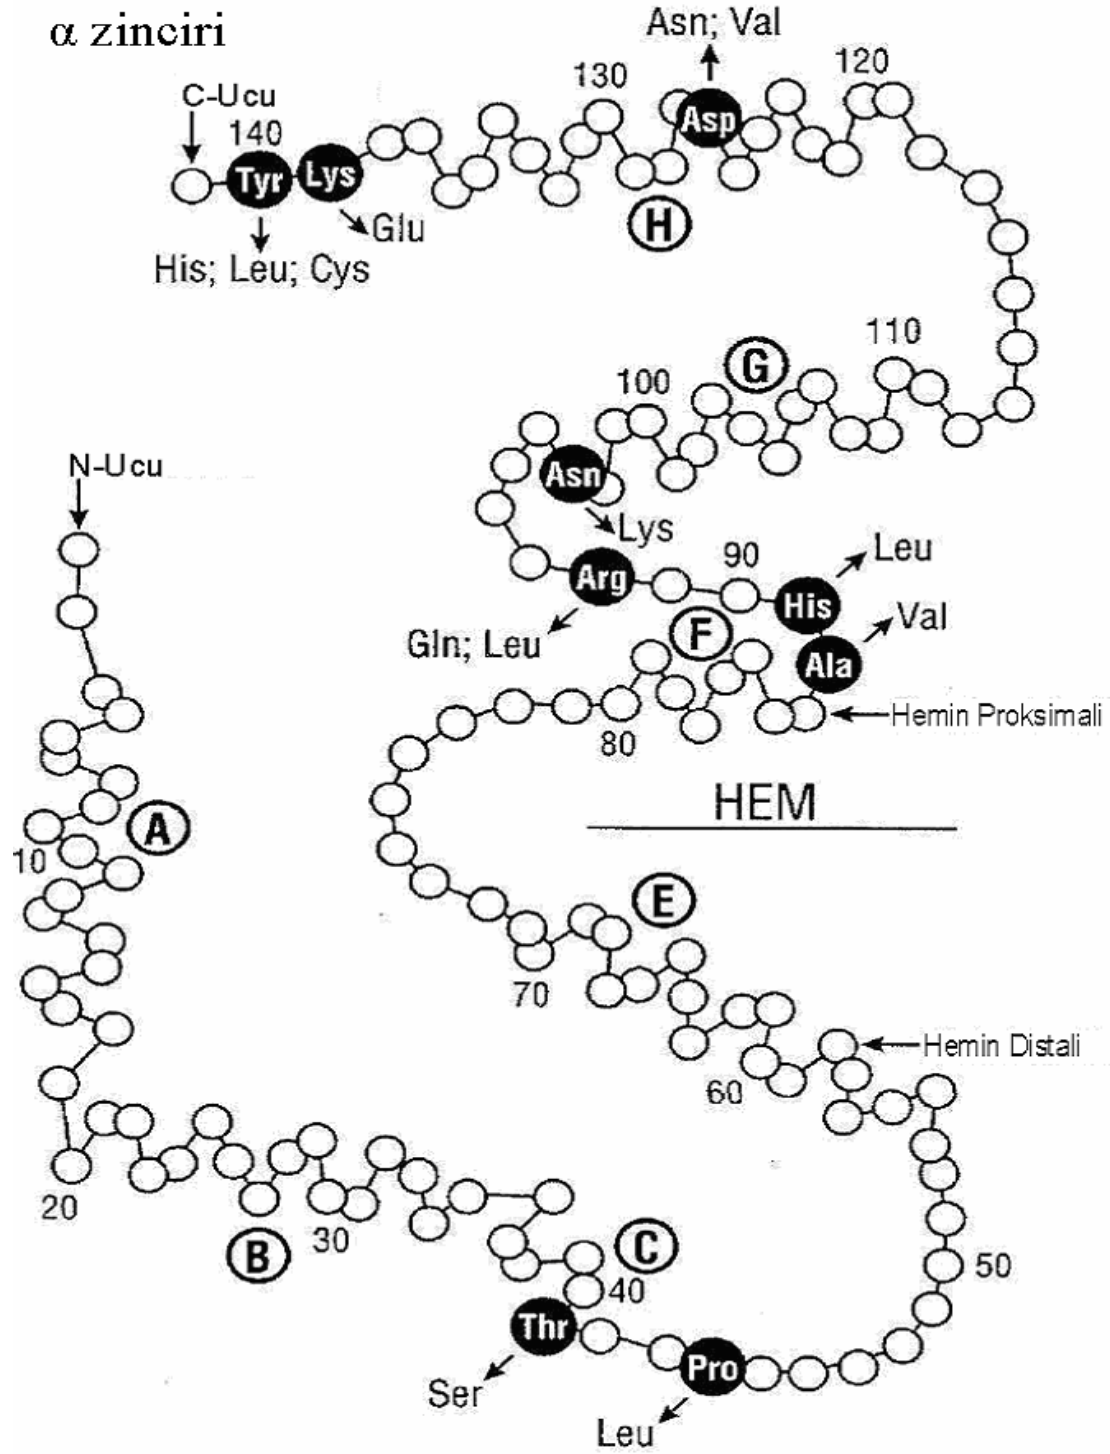 α zinciri
Asn; Val
130
120
C-Ucu
140
Asp
Tyr
Lys
Glu
H
His; Leu; Cys
110
G
100
N-Ucu
Asn
Lys
90
Leu
Arg
His
Val
Gln; Leu
F
Ala
Hemin Proksimali
80
HEM
A
10
E
70
Hemin Distali
60
20
30
B
C
50
40
Thr
Pro
Ser
Leu